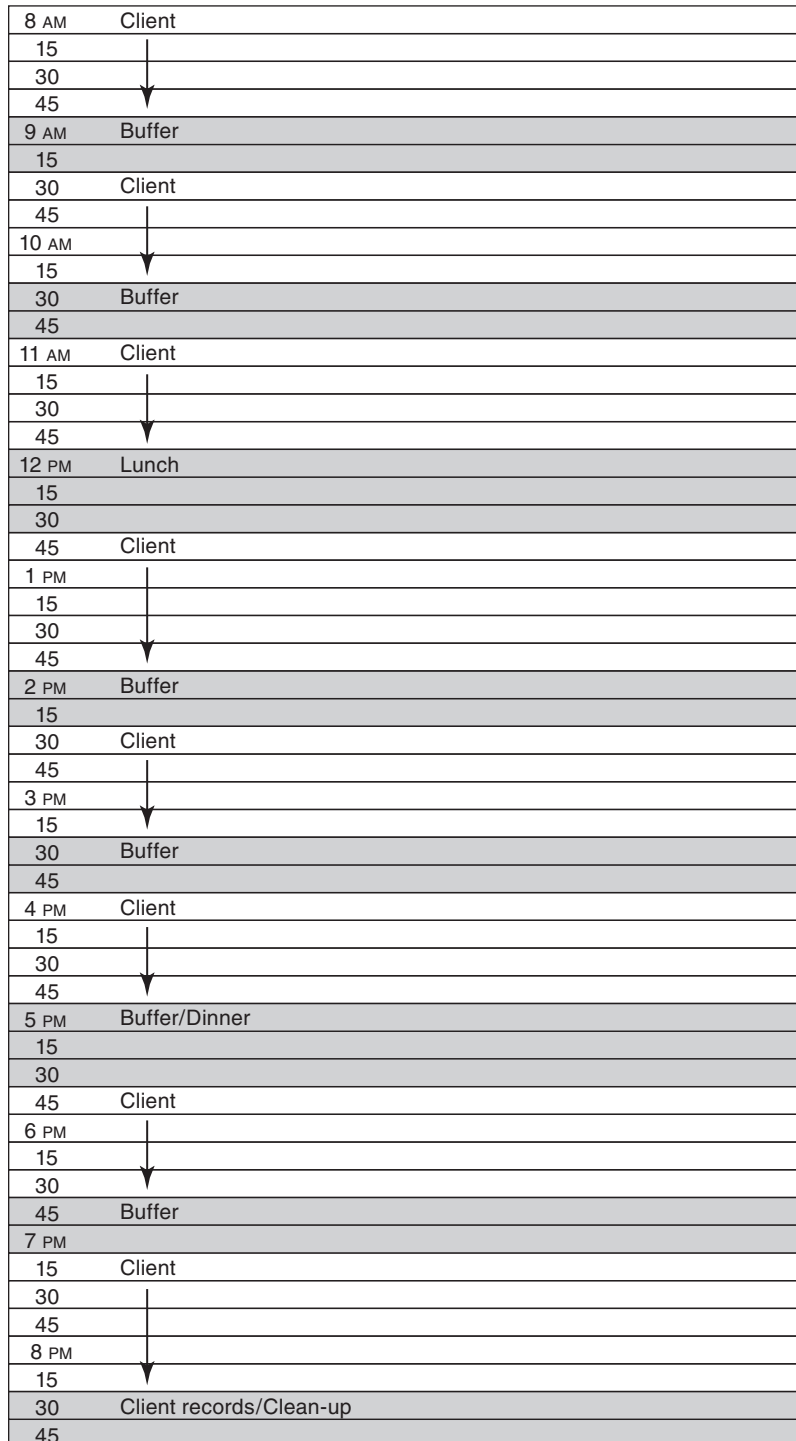 8 AM Client
15
30
45
9 AM Buffer
15
30 Client
45
10 AM
15
30 Buffer
45
11 AM Client
15
30
45
12 PM Lunch
15
30
45 Client
1 PM
15
30
45
2 PM Buffer
15
30 Client
45
3 PM
15
30 Buffer
45
4 PM Client
15
30
45
5 PM Buffer/Dinner
15
30
45 Client
6 PM
15
30
45 Buffer
7 PM
15 Client
30
45
8 PM
15
30 Client records/Clean-up
45